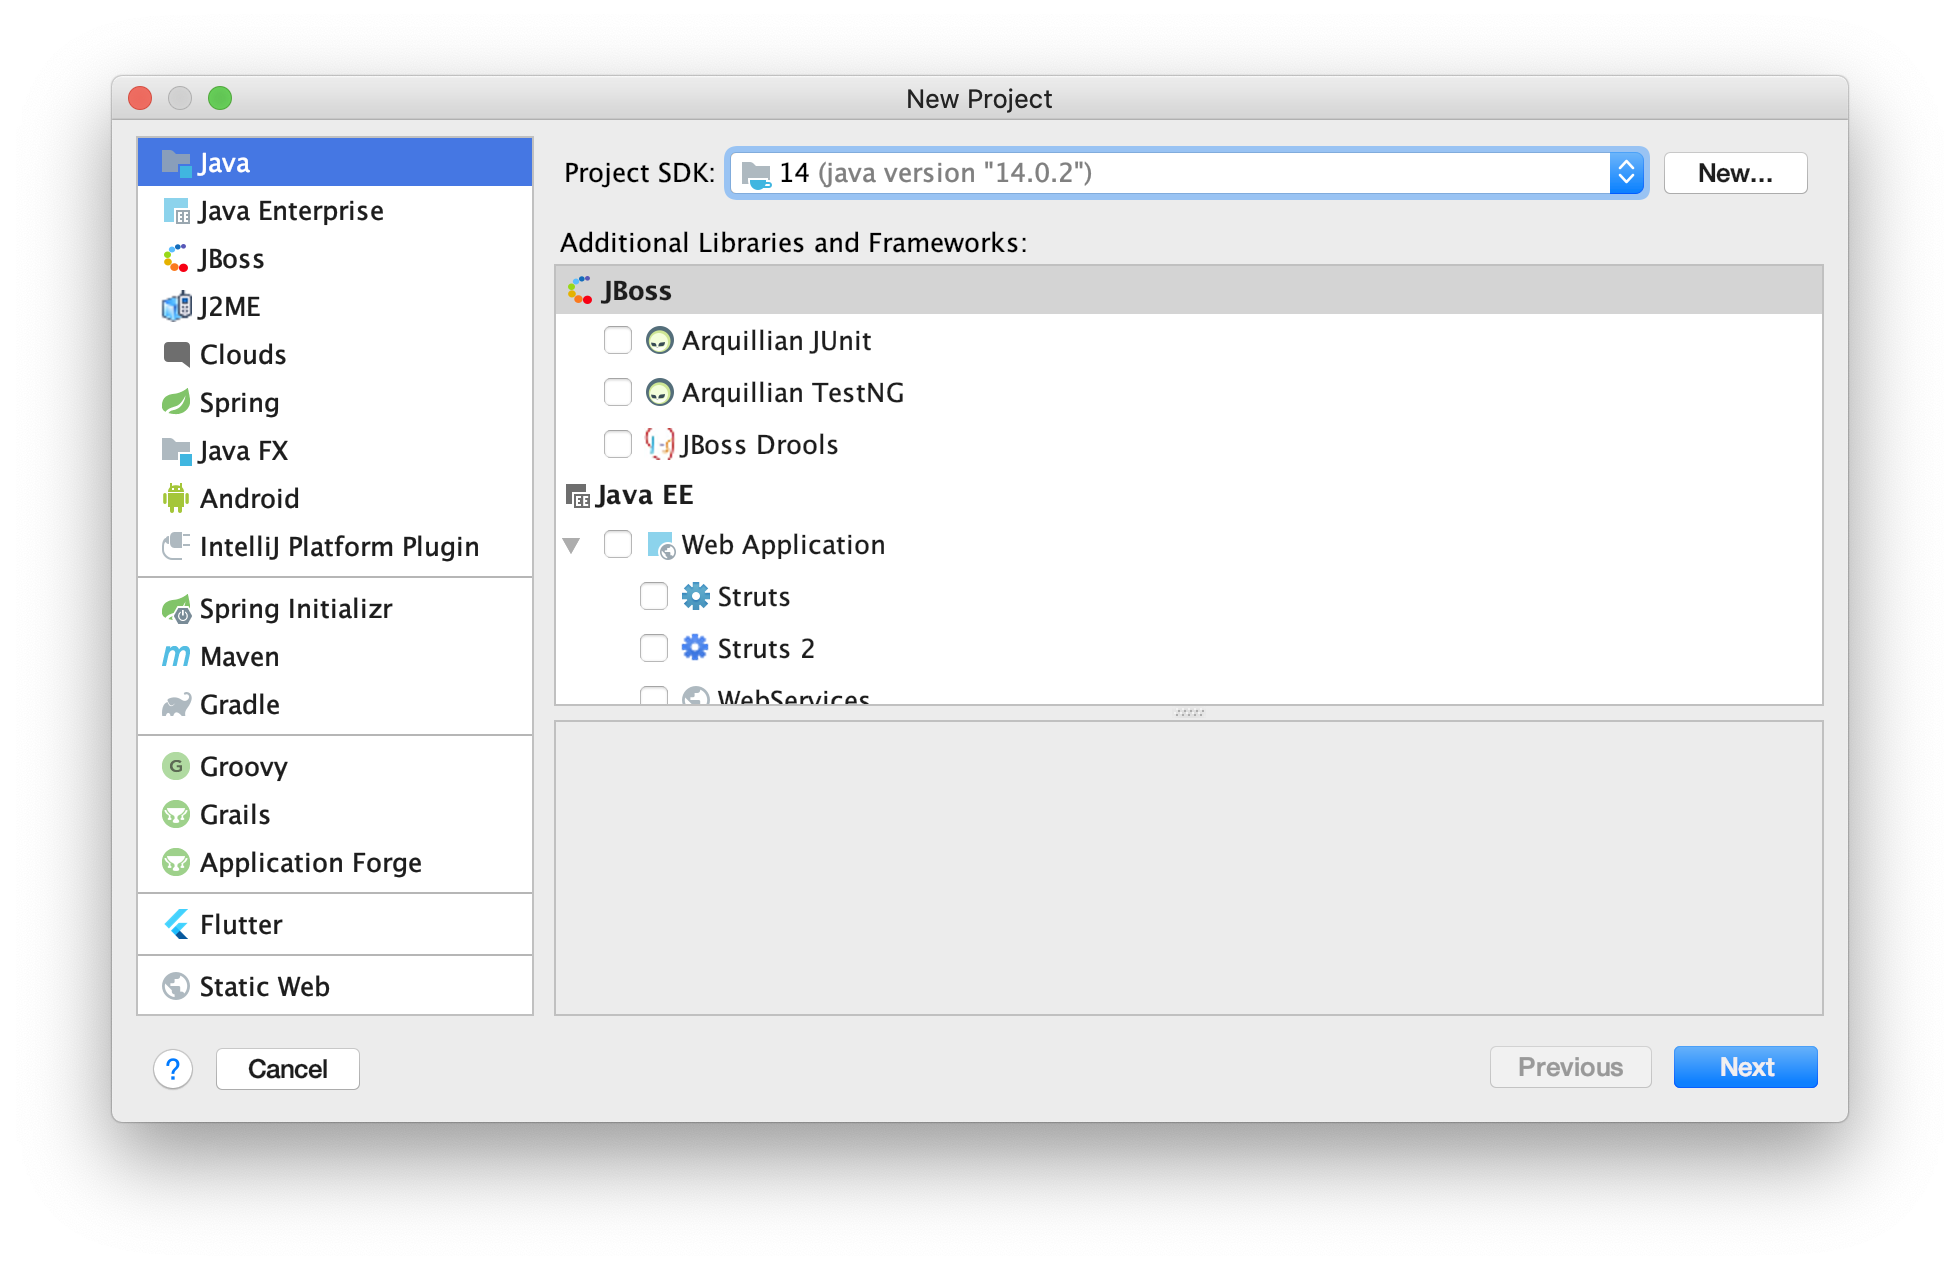 New Project
Java
Java Enterprise
JBoss
J2ME
Clouds
Spring
Java FX
Android
IntelliJ Platform Plugin
Spring Initializr
Maven
Gradle
G Groovy
Grails
Application Forge
Flutter
Static Web
Project SDK: 14 (java version "14.0.2") New...
Additional Libraries and Frameworks:
JBoss
Arquillian JUnit
Arquillian TestNG
JBoss Drools
EE Java EE
Web Application
Struts
Struts 2
WebServices
? Cancel Previous Next